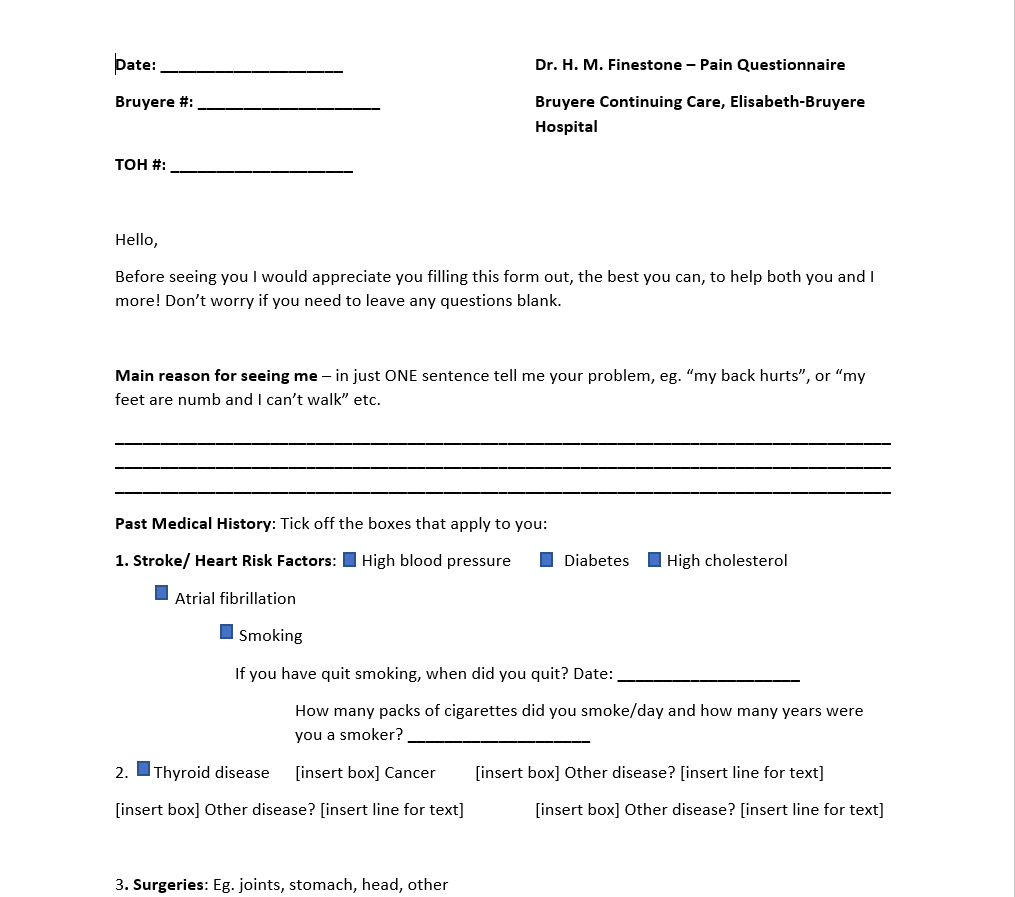 Date: ____________________ Dr. H. M. Finestone – Pain Questionnaire
Bruyere #: ____________________ Bruyere Continuing Care, Elisabeth-Bruyere
Hospital
TOH #: ____________________
Hello,
Before seeing you I would appreciate you filling this form out, the best you can, to help both you and I
more! Don’t worry if you need to leave any questions blank.
Main reason for seeing me – in just ONE sentence tell me your problem, eg. “my back hurts”, or “my
feet are numb and I can’t walk” etc.
Past Medical History: Tick off the boxes that apply to you:
1. Stroke/ Heart Risk Factors: High blood pressure Diabetes High cholesterol
Atrial fibrillation
Smoking
If you have quit smoking, when did you quit? Date: ____________________
How many packs of cigarettes did you smoke/day and how many years were
you a smoker? ____________________
2. Thyroid disease [insert box] Cancer [insert box] Other disease? [insert line for text]
[insert box] Other disease? [insert line for text] [insert box] Other disease? [insert line for text]
3. Surgeries: Eg. joints, stomach, head, other